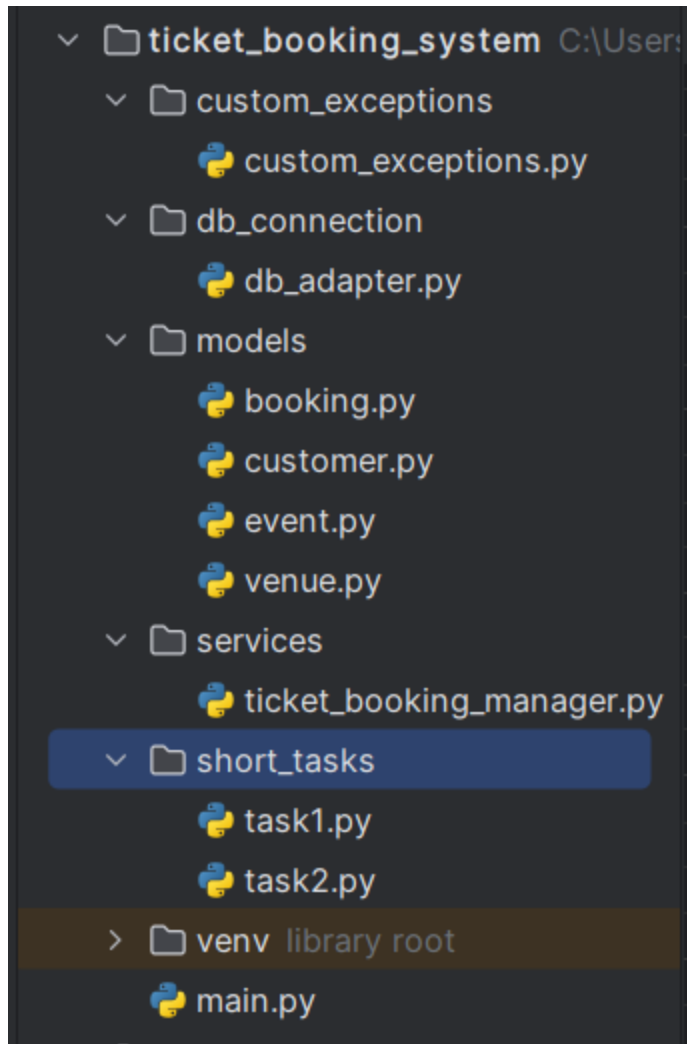 ticket_booking_system C:\Users
custom_exceptions
custom_exceptions.py
db_connection
db_adapter.py
models
booking.py
customer.py
event.py
venue.py
services
ticket_booking_manager.py
short_tasks
task1.py
task2.py
venv library root
main.py